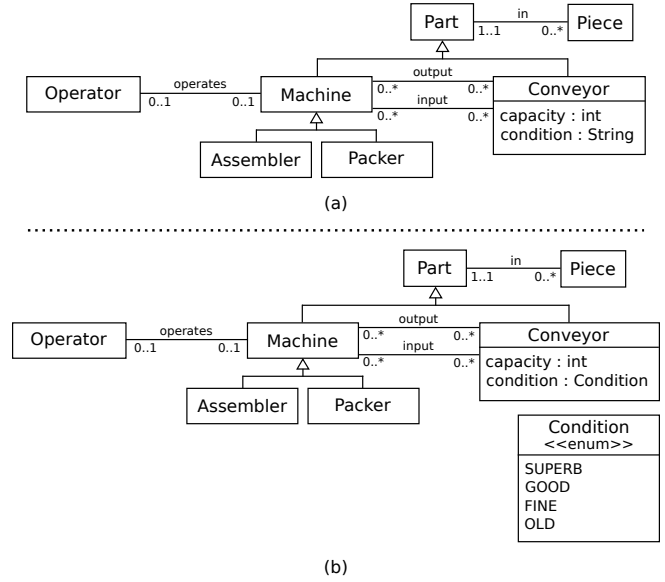 Part
in
Piece
1..1
0..*
Operator
operates
0..1
0..1
Machine
output
0..*
0..*
input
0..*
0..*
Conveyor
capacity : int
condition : String
Assembler
Packer
(a)
Part
in
Piece
1..1
0..*
Operator
operates
0..1
0..1
Machine
output
0..*
0..*
input
0..*
0..*
Conveyor
capacity : int
condition : Condition
Assembler
Packer
Condition
<<enum>>
SUPERB
GOOD
FINE
OLD
(b)